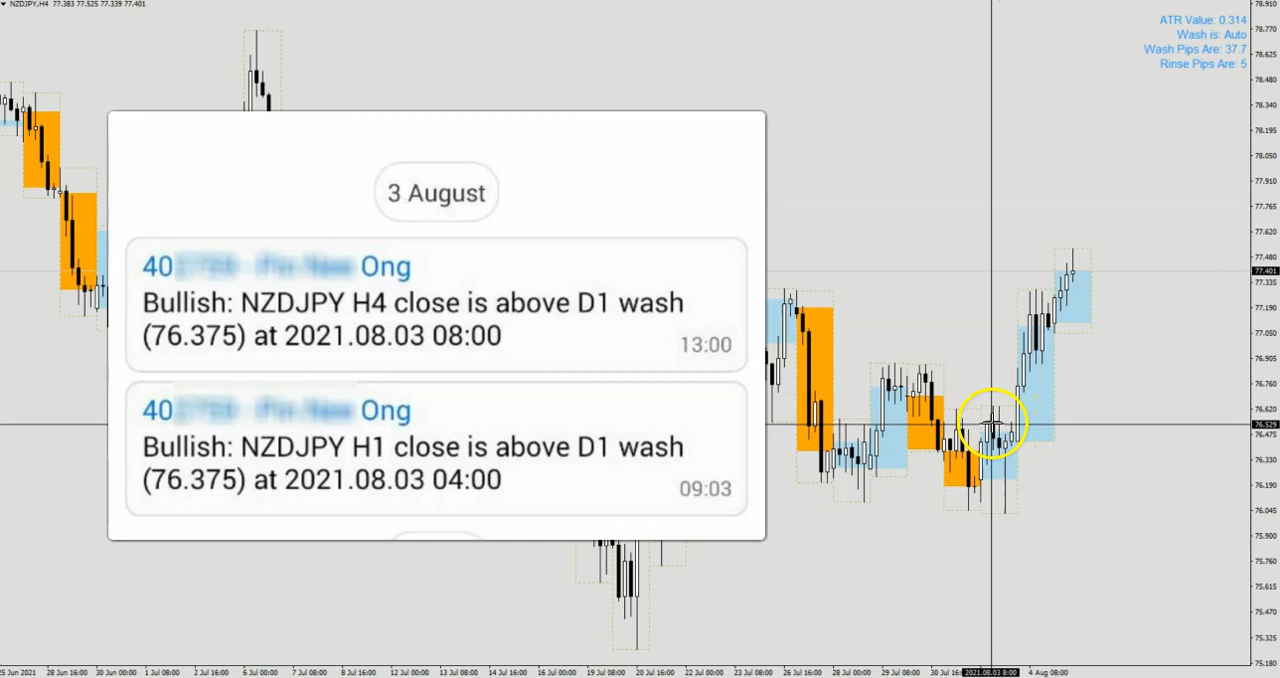 NZDJPY,H4 77.383 77.525 77.339 77.401
ATR Value: 0.314
Wash is: Auto
Wash Pips Are: 37.7
Rinse Pips Are: 5
3 August
40
Ong
Bullish: NZDJPY H4 close is above D1 wash
(76.375) at 2021.08.03 08:00
13:00
40
Ong
Bullish: NZDJPY H1 close is above D1 wash
(76.375) at 2021.08.03 04:00
09:03
78.910
78.770
78.625
78.480
78.340
78.195
78.050
77.910
77.765
77.620
77.480
77.401
77.335
77.190
77.050
76.905
76.760
76.620
76.529
76.475
76.330
76.190
76.045
75.900
75.760
75.615
75.470
75.325
75.180
25 Jun 2021
28 Jun 16:00
30 Jun 00:00
1 Jul 08:00
2 Jul 16:00
6 Jul 00:00
7 Jul 08:00
8 Jul 16:00
12 Jul 00:00
13 Jul 08:00
14 Jul 16:00
16 Jul 00:00
19 Jul 08:00
20 Jul 16:00
22 Jul 00:00
23 Jul 08:00
26 Jul 16:00
28 Jul 00:00
29 Jul 08:00
30 Jul 16:
2021.08.03 8:00
4 Aug 08:00